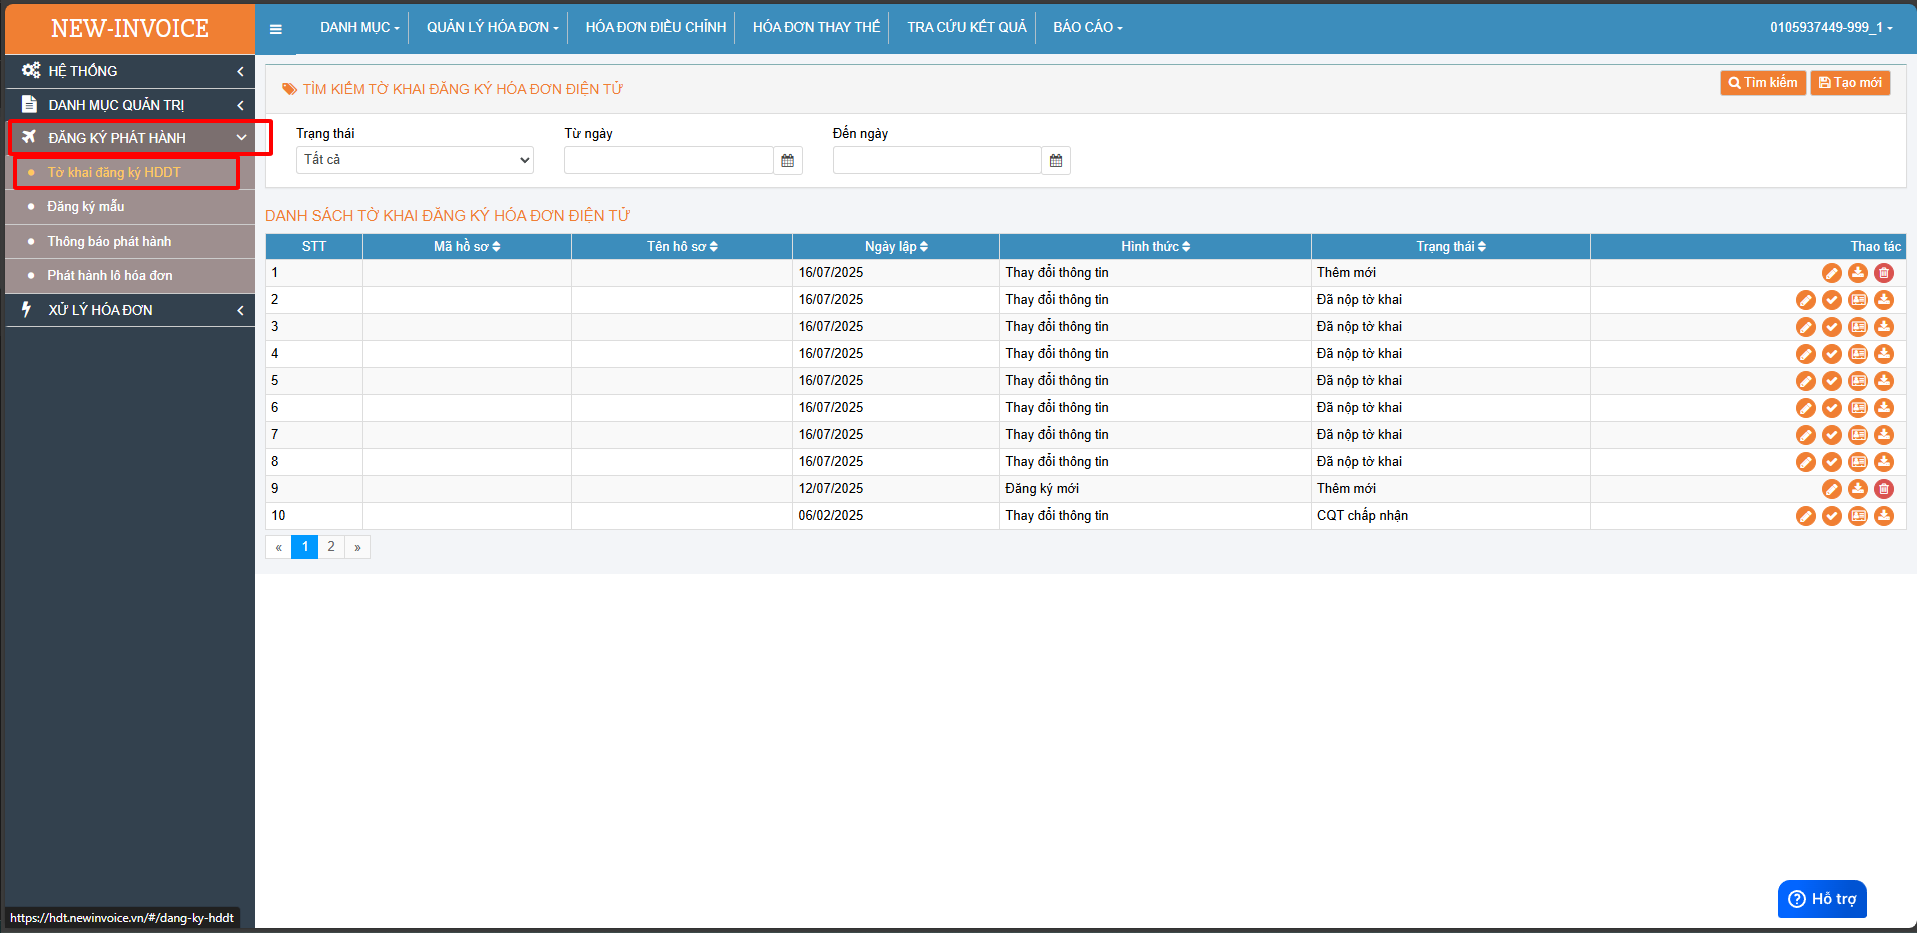 NEW-INVOICE
DANH MỤC
QUẢN LÝ HÓA ĐƠN
HÓA ĐƠN ĐIỀU CHỈNH
HÓA ĐƠN THAY THẾ
TRA CỨU KẾT QUẢ
BÁO CÁO
0105937449-999_1
HỆ THỐNG
DANH MỤC QUẢN TRỊ
ĐĂNG KÝ PHÁT HÀNH
Tờ khai đăng ký HDDT
Đăng ký mẫu
Thông báo phát hành
Phát hành lô hóa đơn
XỬ LÝ HÓA ĐƠN
TÌM KIẾM TỜ KHAI ĐĂNG KÝ HÓA ĐƠN ĐIỆN TỬ
Tìm kiếm Tạo mới
Trạng thái Từ ngày Đến ngày
Tất cả
DANH SÁCH TỜ KHAI ĐĂNG KÝ HÓA ĐƠN ĐIỆN TỬ
STT Mã hồ sơ Tên hồ sơ Ngày lập Hình thức Trạng thái Thao tác
1 16/07/2025 Thay đổi thông tin Thêm mới
2 16/07/2025 Thay đổi thông tin Đã nộp tờ khai
3 16/07/2025 Thay đổi thông tin Đã nộp tờ khai
4 16/07/2025 Thay đổi thông tin Đã nộp tờ khai
5 16/07/2025 Thay đổi thông tin Đã nộp tờ khai
6 16/07/2025 Thay đổi thông tin Đã nộp tờ khai
7 16/07/2025 Thay đổi thông tin Đã nộp tờ khai
8 16/07/2025 Thay đổi thông tin Đã nộp tờ khai
9 12/07/2025 Đăng ký mới Thêm mới
10 06/02/2025 Thay đổi thông tin CQT chấp nhận
« 1 2 »
Hỗ trợ
https://hdt.newinvoice.vn/#/dang-ky-hddt